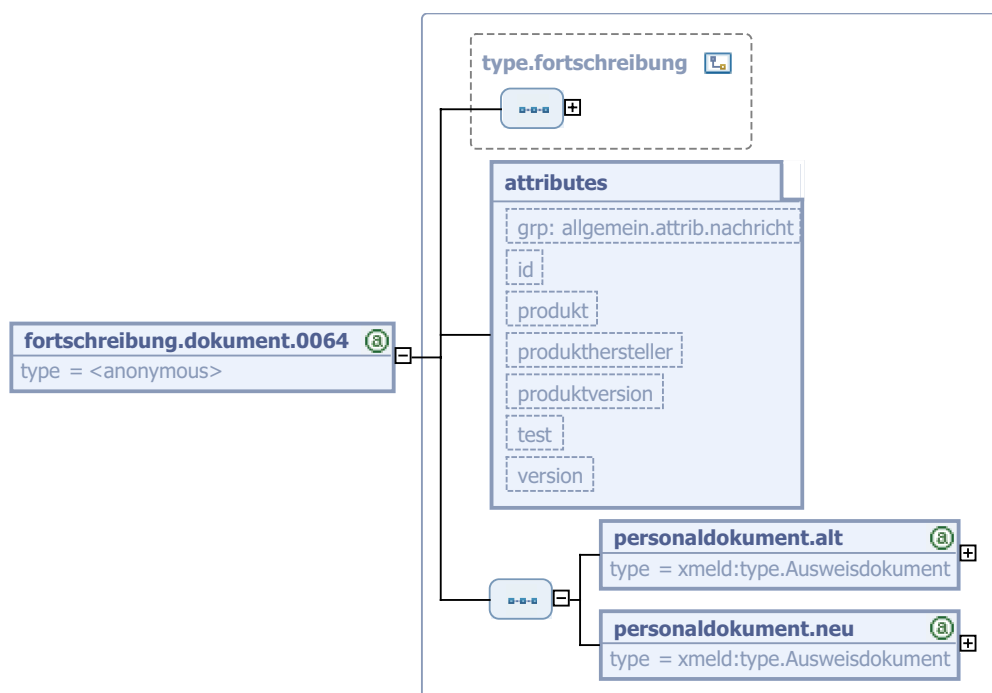 type.fortschreibung
attributes
grp: allgemein.attrib.nachricht
id
produkt
produkthersteller
produktversion
test
version
fortschreibung.dokument.0064 a
type = <anonymous>
personaldokument.alt a
type = xmeld:type.Ausweisdokument
personaldokument.neu a
type = xmeld:type.Ausweisdokument